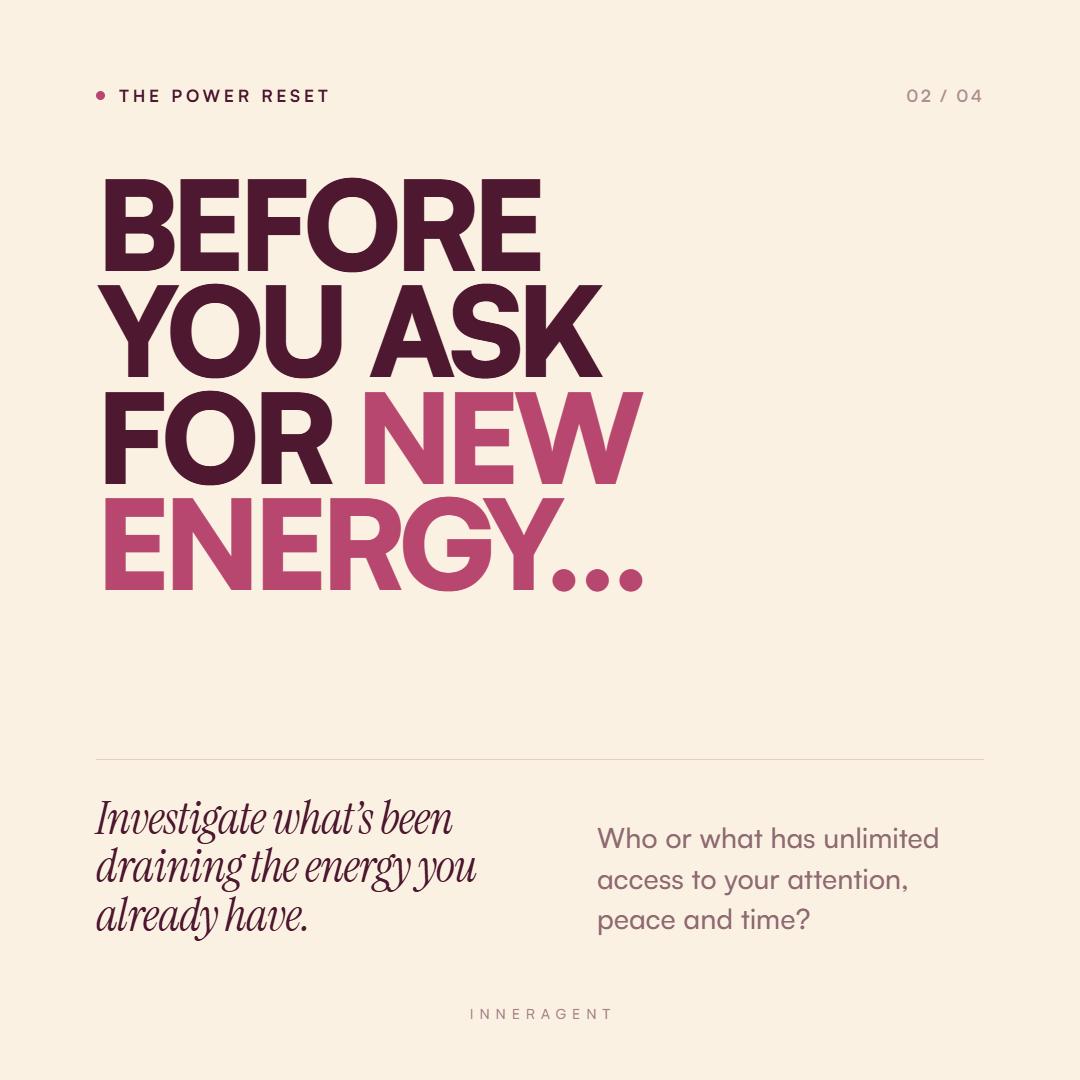 THE POWER RESET
02 / 04
BEFORE
YOU ASK
FOR NEW
ENERGY...
Investigate what’s been
draining the energy you
already have.
Who or what has unlimited
access to your attention,
peace and time?
INNERAGENT